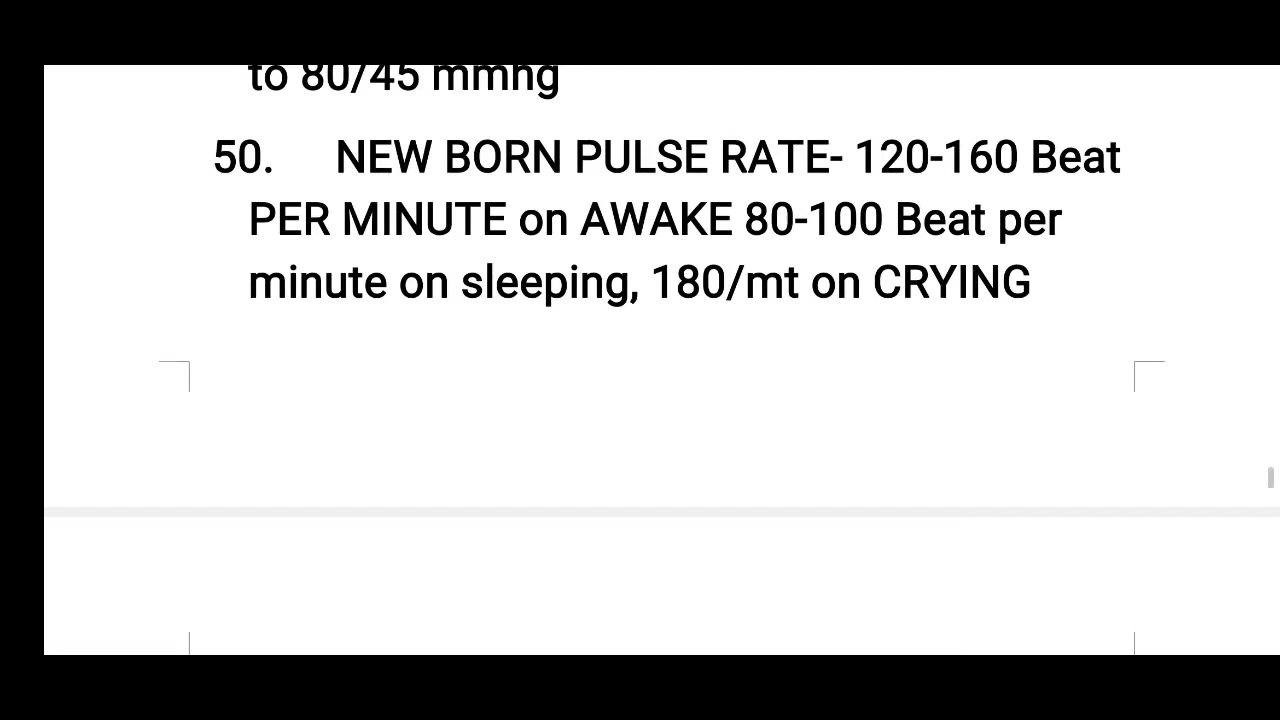 to 80/45 mmhg
50. NEW BORN PULSE RATE- 120-160 Beat
PER MINUTE on AWAKE 80-100 Beat per
minute on sleeping, 180/mt on CRYING